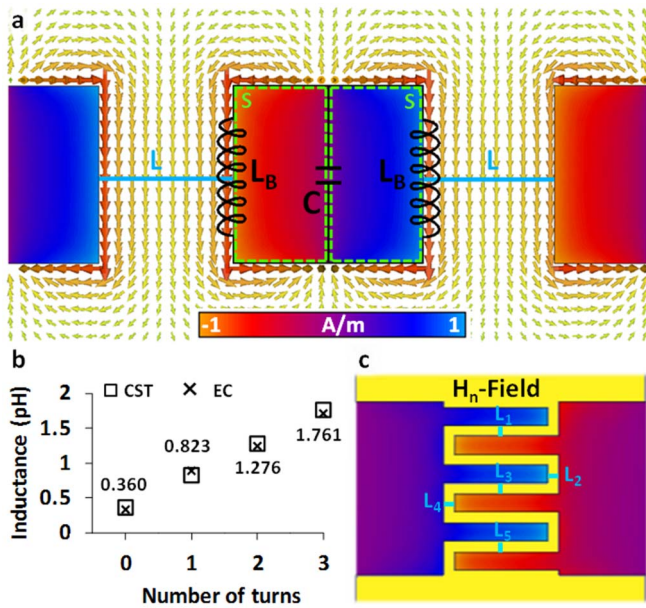 a
S S
L L_B C L_B L
-1 A/m 1
b
□ CST × EC
Inductance (pH)
2
1.5
1
0.5
0
0.360
0.823
1.276
1.761
0 1 2 3
Number of turns
c
H_n-Field
L_1
L_3
L_2
L_4
L_5